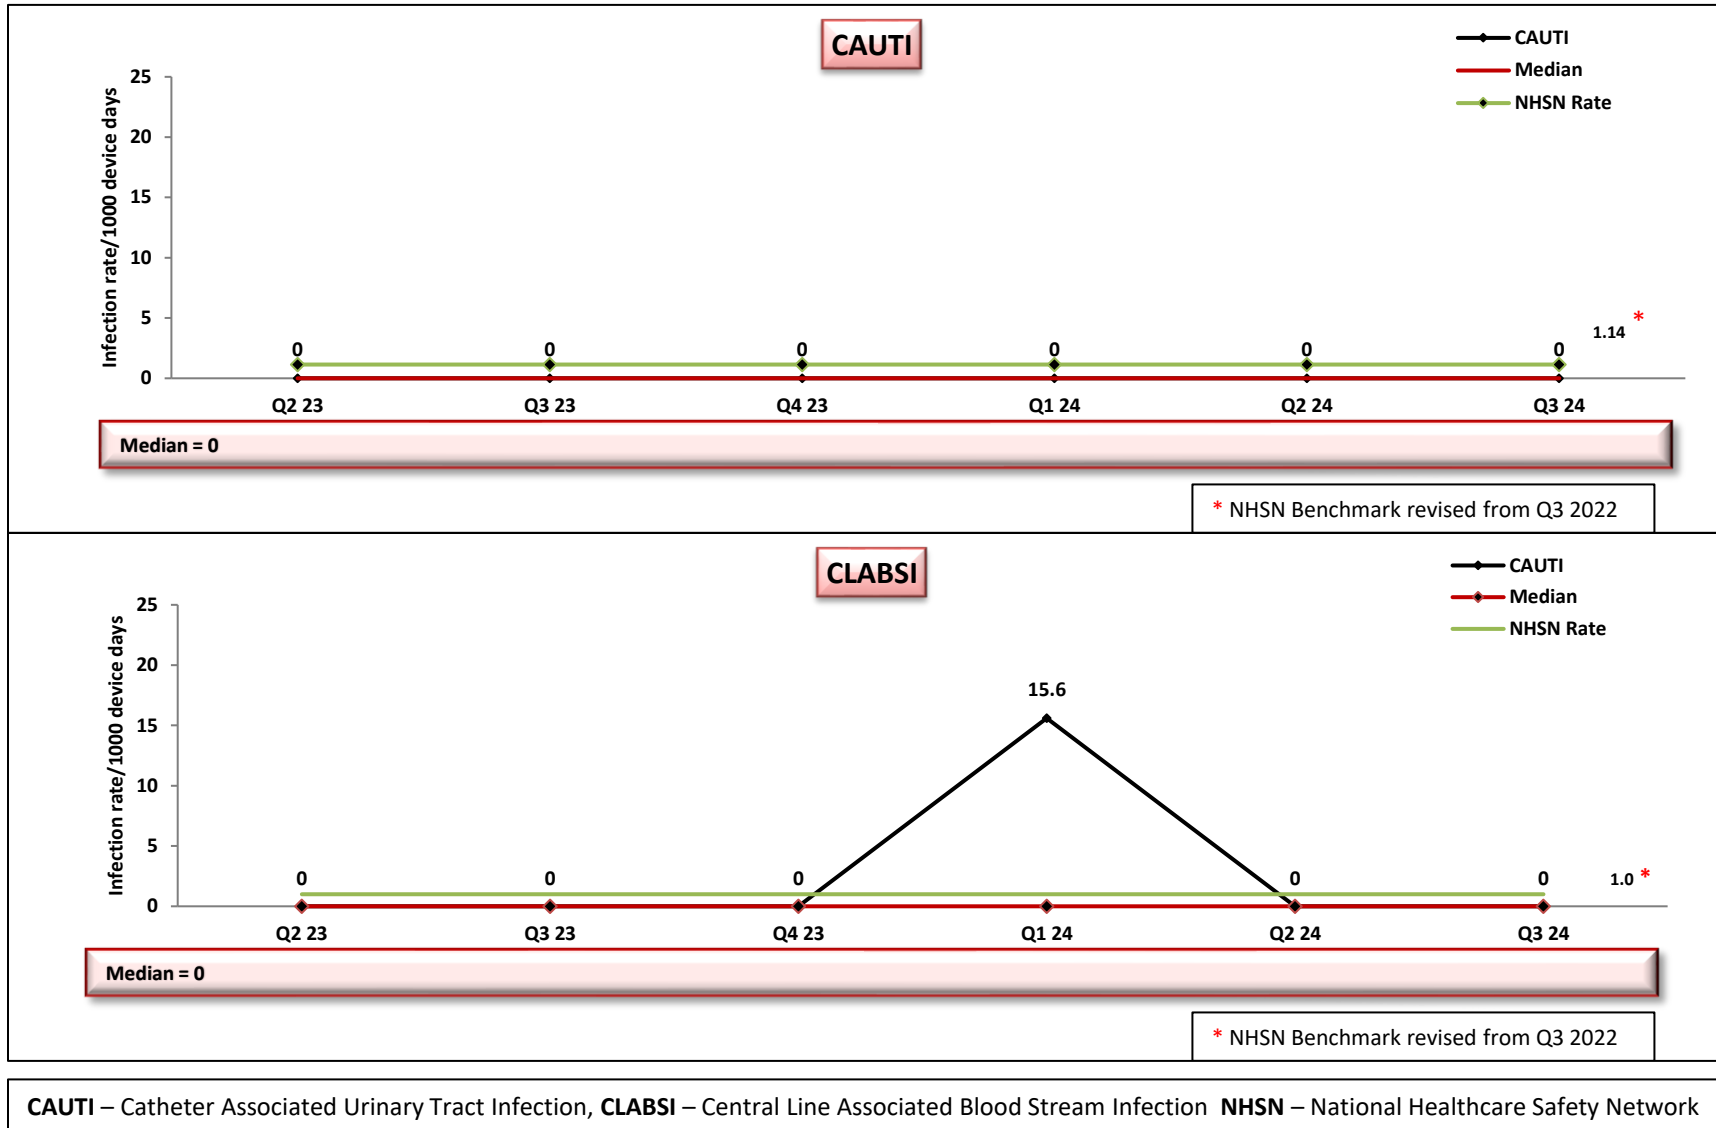 CAUTI
CAUTI
Median
NHSN Rate
Infection rate/1000 device days
25
20
15
10
5
0
0 0 0 0 0 0
1.14 *
Q2 23 Q3 23 Q4 23 Q1 24 Q2 24 Q3 24
Median = 0
* NHSN Benchmark revised from Q3 2022
CLABSI
CAUTI
Median
NHSN Rate
Infection rate/1000 device days
25
20
15
10
5
0
0 0 0 15.6 0 0
1.0 *
Q2 23 Q3 23 Q4 23 Q1 24 Q2 24 Q3 24
Median = 0
* NHSN Benchmark revised from Q3 2022
CAUTI – Catheter Associated Urinary Tract Infection, CLABSI – Central Line Associated Blood Stream Infection NHSN – National Healthcare Safety Network